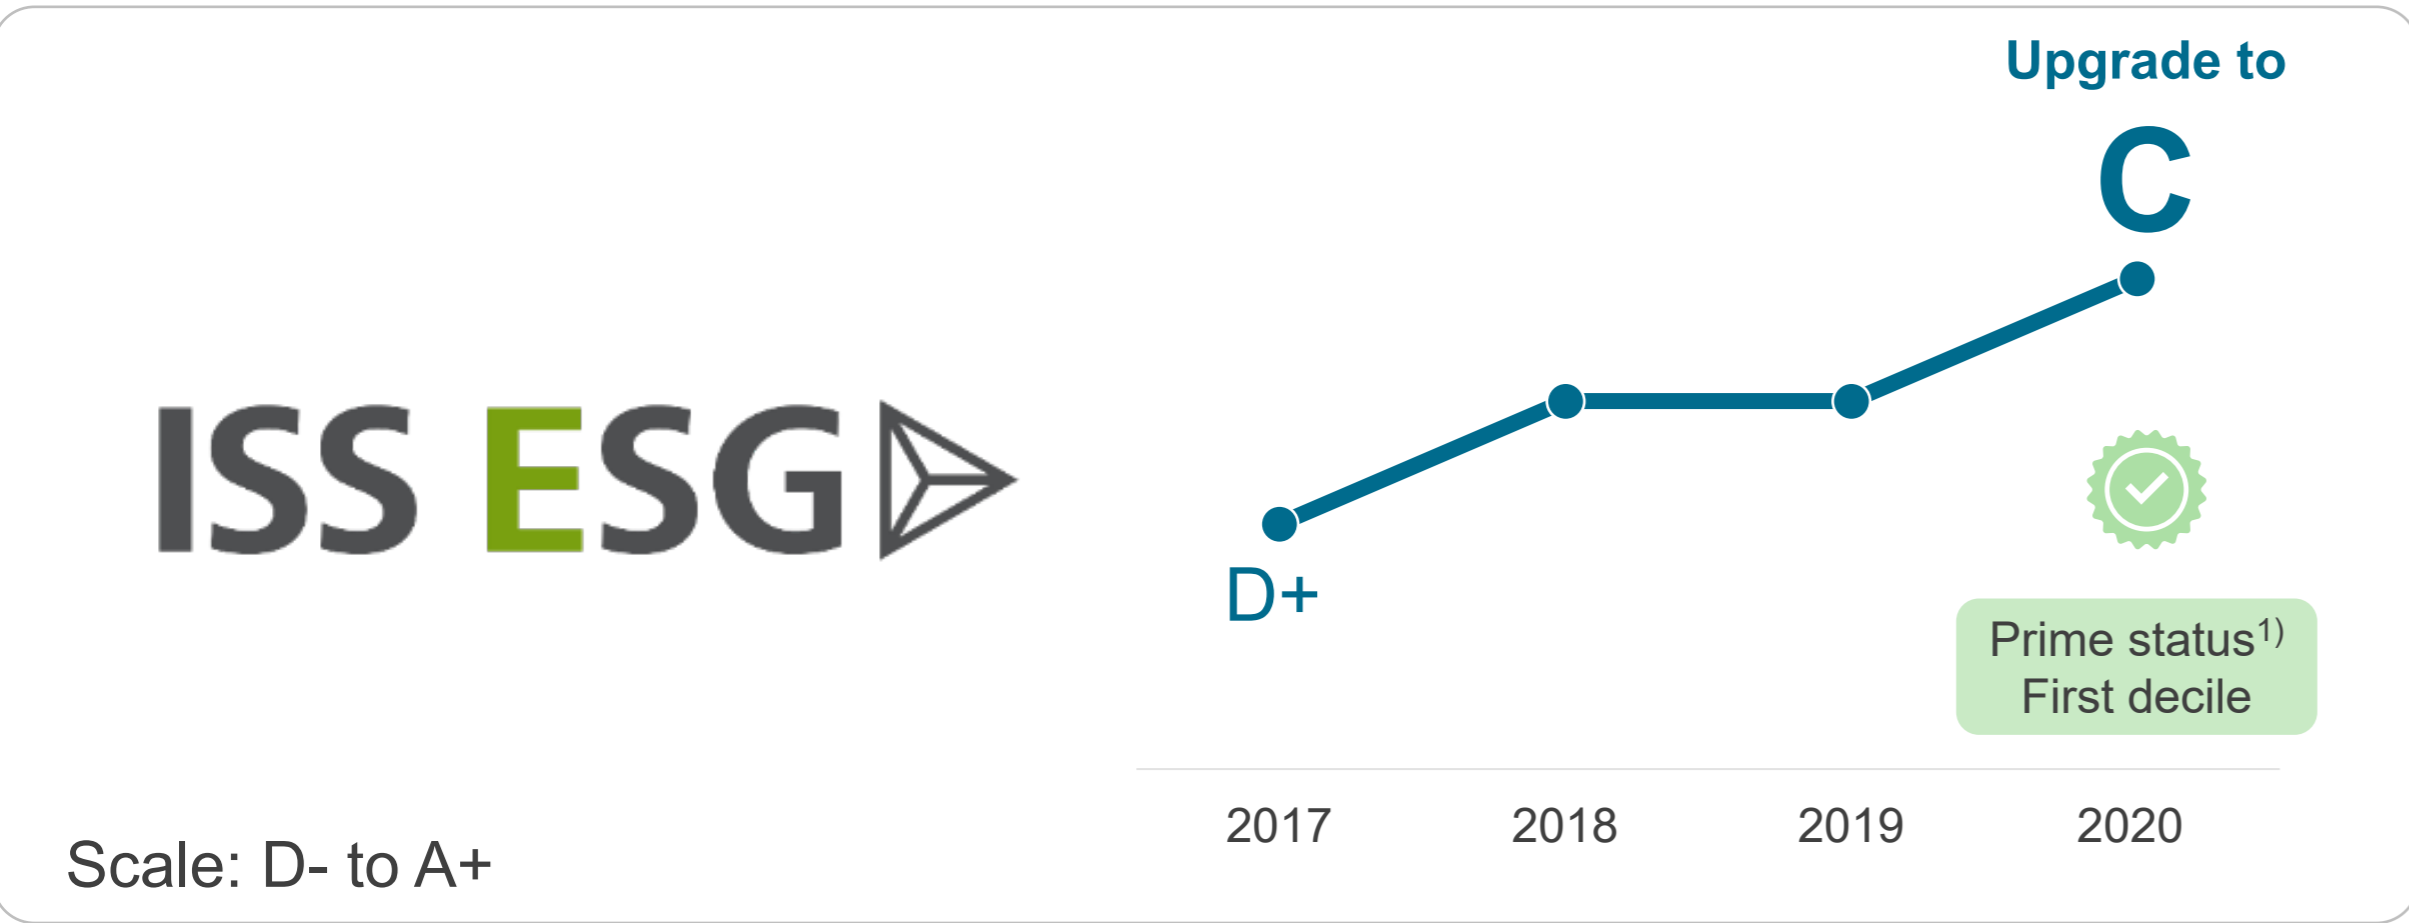 ISS ESG
Scale: D- to A+
Upgrade to
C
D+
Prime status1)
First decile
2017 2018 2019 2020